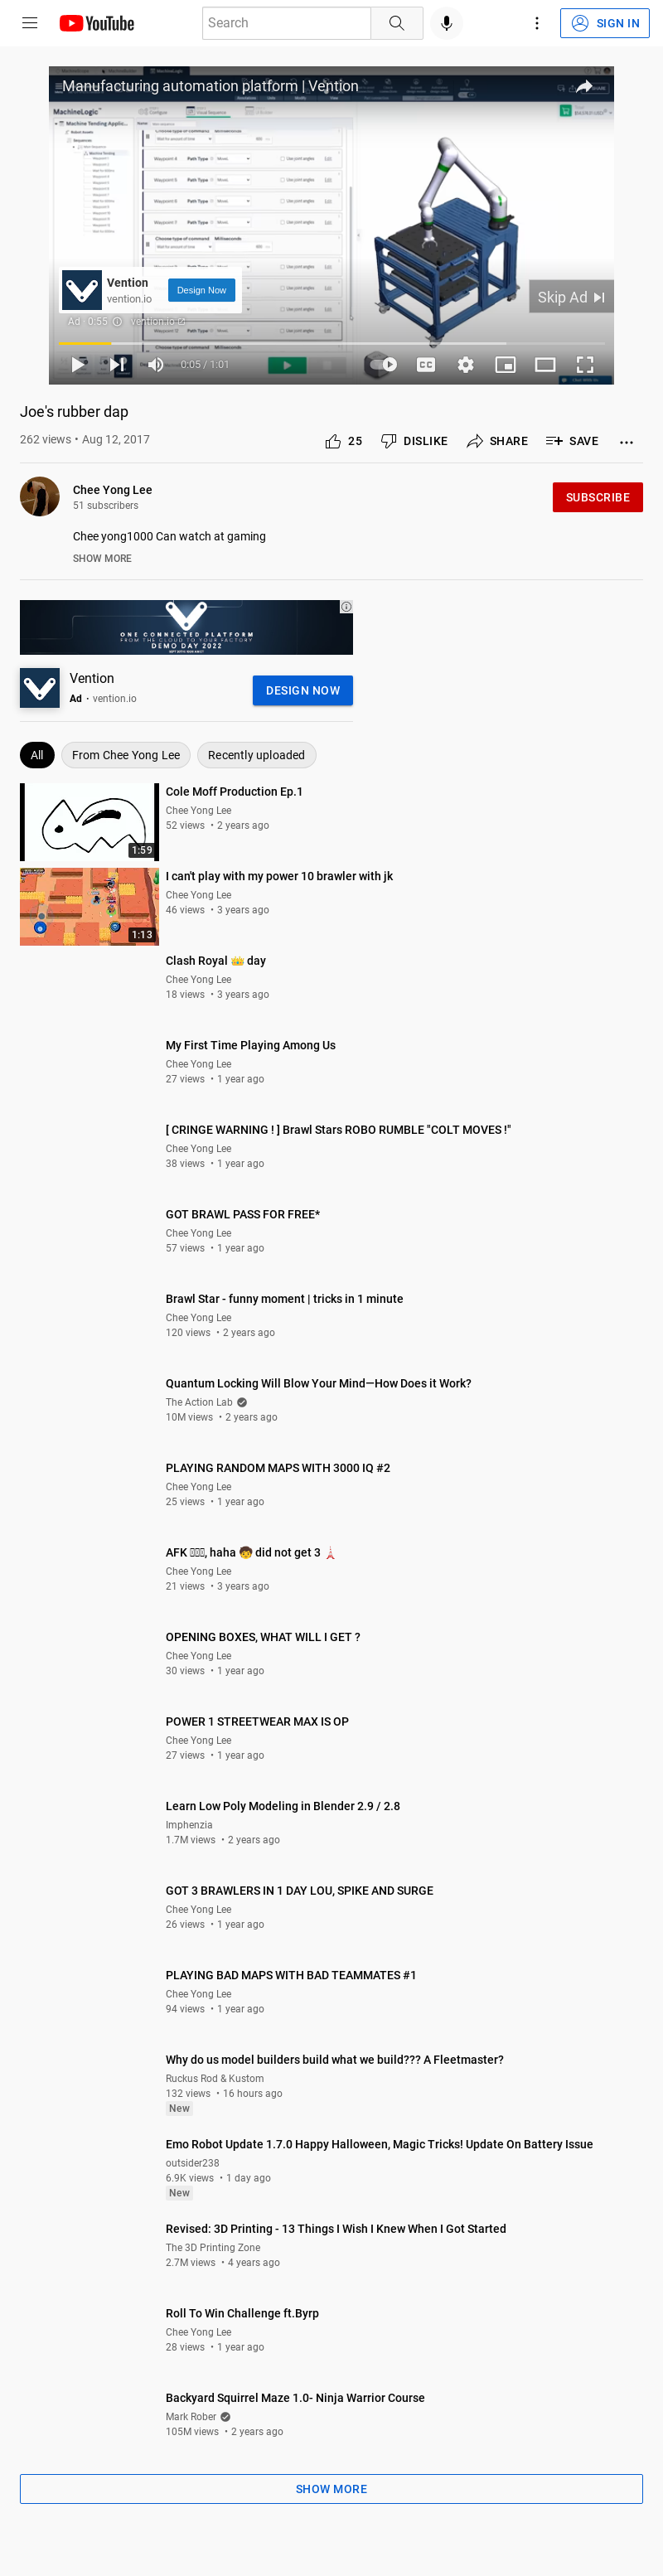 YouTube
Search
SIGN IN
Manufacturing automation platform | Vention
MachineLogic
Vention
vention.io
Design Now
Skip Ad
Ad · 0:55 vention.io
0:05 / 1:01
Joe's rubber dap
262 views • Aug 12, 2017
25
DISLIKE
SHARE
SAVE
Chee Yong Lee
51 subscribers
SUBSCRIBE
Chee yong1000 Can watch at gaming
SHOW MORE
ONE CONNECTED PLATFORM
FROM THE CLOUD TO YOUR FACTORY
DEMO DAY 2022
Vention
Ad • vention.io
DESIGN NOW
All
From Chee Yong Lee
Recently uploaded
Cole Moff Production Ep.1
Chee Yong Lee
52 views • 2 years ago
1:59
I can't play with my power 10 brawler with jk
Chee Yong Lee
46 views • 3 years ago
1:13
Clash Royal 👑 day
Chee Yong Lee
18 views • 3 years ago
My First Time Playing Among Us
Chee Yong Lee
27 views • 1 year ago
[ CRINGE WARNING ! ] Brawl Stars ROBO RUMBLE "COLT MOVES !"
Chee Yong Lee
38 views • 1 year ago
GOT BRAWL PASS FOR FREE*
Chee Yong Lee
57 views • 1 year ago
Brawl Star - funny moment | tricks in 1 minute
Chee Yong Lee
120 views • 2 years ago
Quantum Locking Will Blow Your Mind—How Does it Work?
The Action Lab
10M views • 2 years ago
PLAYING RANDOM MAPS WITH 3000 IQ #2
Chee Yong Lee
25 views • 1 year ago
AFK , haha 🧒 did not get 3 🗼
Chee Yong Lee
21 views • 3 years ago
OPENING BOXES, WHAT WILL I GET ?
Chee Yong Lee
30 views • 1 year ago
POWER 1 STREETWEAR MAX IS OP
Chee Yong Lee
27 views • 1 year ago
Learn Low Poly Modeling in Blender 2.9 / 2.8
Imphenzia
1.7M views • 2 years ago
GOT 3 BRAWLERS IN 1 DAY LOU, SPIKE AND SURGE
Chee Yong Lee
26 views • 1 year ago
PLAYING BAD MAPS WITH BAD TEAMMATES #1
Chee Yong Lee
94 views • 1 year ago
Why do us model builders build what we build??? A Fleetmaster?
Ruckus Rod & Kustom
132 views • 16 hours ago
New
Emo Robot Update 1.7.0 Happy Halloween, Magic Tricks! Update On Battery Issue
outsider238
6.9K views • 1 day ago
New
Revised: 3D Printing - 13 Things I Wish I Knew When I Got Started
The 3D Printing Zone
2.7M views • 4 years ago
Roll To Win Challenge ft.Byrp
Chee Yong Lee
28 views • 1 year ago
Backyard Squirrel Maze 1.0- Ninja Warrior Course
Mark Rober
105M views • 2 years ago
SHOW MORE